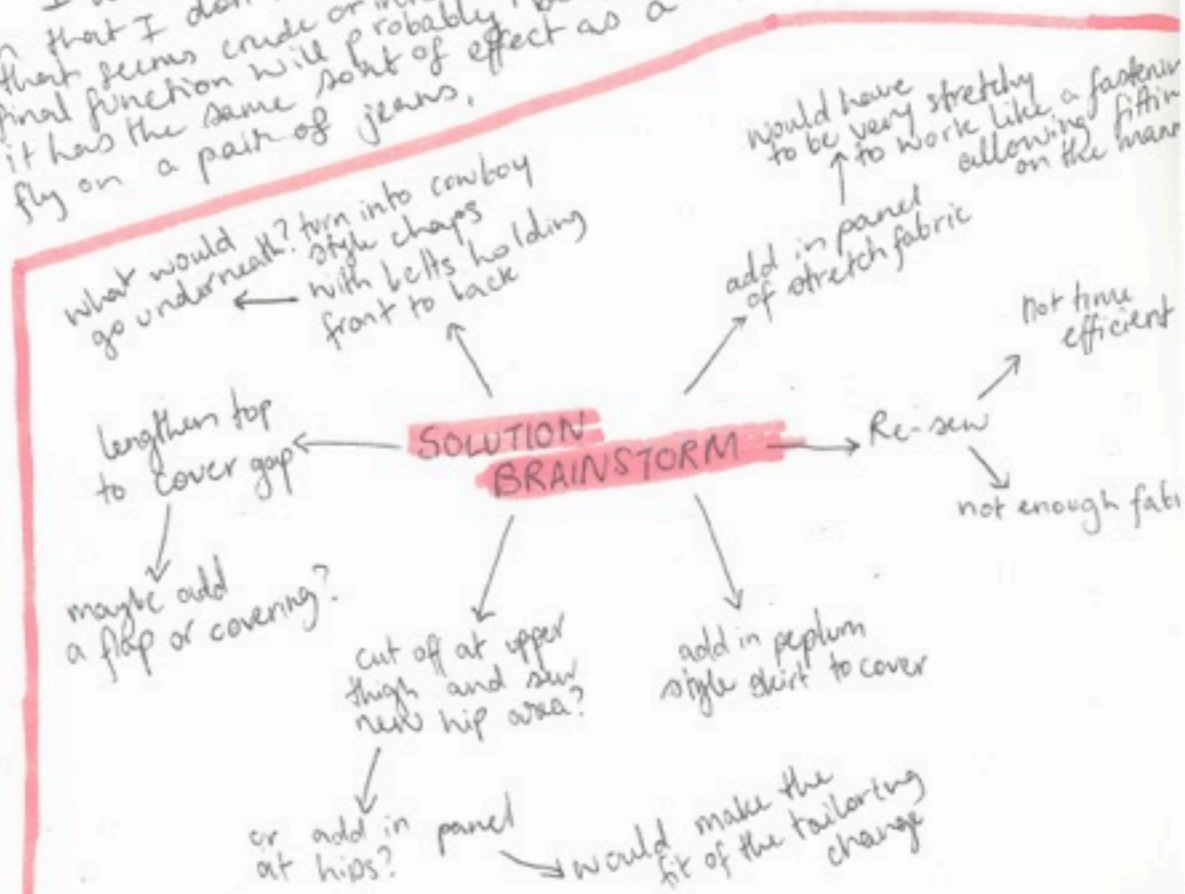 that I don
that seems crude or in
final function will probably be
it has the same sort of effect as a
fly on a pair of jeans.
would have
to be very stretchy
to work like a fastenin
allowing fittin
on the mann
add in panel
of stretch fabric
what would
go underneath?
turn into cowboy
style chaps
with belts holding
front to back
not time
efficient
Re-sew
not enough fab
SOLUTION
BRAINSTORM
lengthen top
to cover gap
maybe add
a flap or covering?
cut off at upper
thigh and sew
new hip area?
add in peplum
style skirt to cover
or add in panel
at hips?
would make the
fit of the tailoring
change